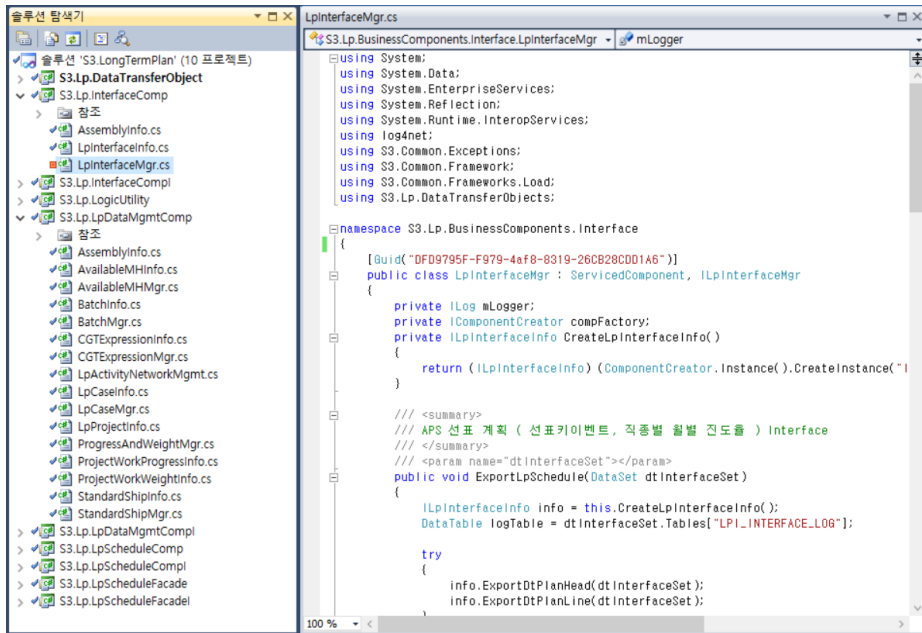 솔루션 탐색기
솔루션 'S3.LongTermPlan' (10 프로젝트)
S3.Lp.DataTransferObject
S3.Lp.InterfaceComp
참조
AssemblyInfo.cs
LpInterfaceInfo.cs
LpInterfaceMgr.cs
S3.Lp.InterfaceCompI
S3.Lp.LogicUtility
S3.Lp.LpDataMgmtComp
참조
AssemblyInfo.cs
AvailableMHInfo.cs
AvailableMHMgr.cs
BatchInfo.cs
BatchMgr.cs
CGTExpressionInfo.cs
CGTExpressionMgr.cs
LpActivityNetworkMgmt.cs
LpCaseInfo.cs
LpCaseMgr.cs
LpProjectInfo.cs
ProgressAndWeightMgr.cs
ProjectWorkProgressInfo.cs
ProjectWorkWeightInfo.cs
StandardShipInfo.cs
StandardShipMgr.cs
S3.Lp.LpDataMgmtCompI
S3.Lp.LpScheduleComp
S3.Lp.LpScheduleCompI
S3.Lp.LpScheduleFacade
S3.Lp.LpScheduleFacadeI
LpInterfaceMgr.cs
S3.Lp.BusinessComponents.Interface.LpInterfaceMgr mLogger
using System;
using System.Data;
using System.EnterpriseServices;
using System.Reflection;
using System.Runtime.InteropServices;
using log4net;
using S3.Common.Exceptions;
using S3.Common.Framework;
using S3.Common.Frameworks.Load;
using S3.Lp.DataTransferObjects;
namespace S3.Lp.BusinessComponents.Interface
{
[Guid("DFD9795F-F979-4af8-8319-26CB28CDD1A6")]
public class LpInterfaceMgr : ServicedComponent, ILpInterfaceMgr
{
private ILog mLogger;
private IComponentCreator compFactory;
private ILpInterfaceInfo CreateLpInterfaceInfo()
{
return (ILpInterfaceInfo) (ComponentCreator.Instance().CreateInstance("I
}
/// <summary>
/// APS 선표 계획 ( 선표키이벤트, 직종별 월별 진도율 ) Interface
/// </summary>
/// <param name="dtInterfaceSet"></param>
public void ExportLpSchedule(DataSet dtInterfaceSet)
{
ILpInterfaceInfo info = this.CreateLpInterfaceInfo();
DataTable logTable = dtInterfaceSet.Tables["LPI_INTERFACE_LOG"];
try
{
info.ExportDtPlanHead(dtInterfaceSet);
info.ExportDtPlanLine(dtInterfaceSet);
100 %